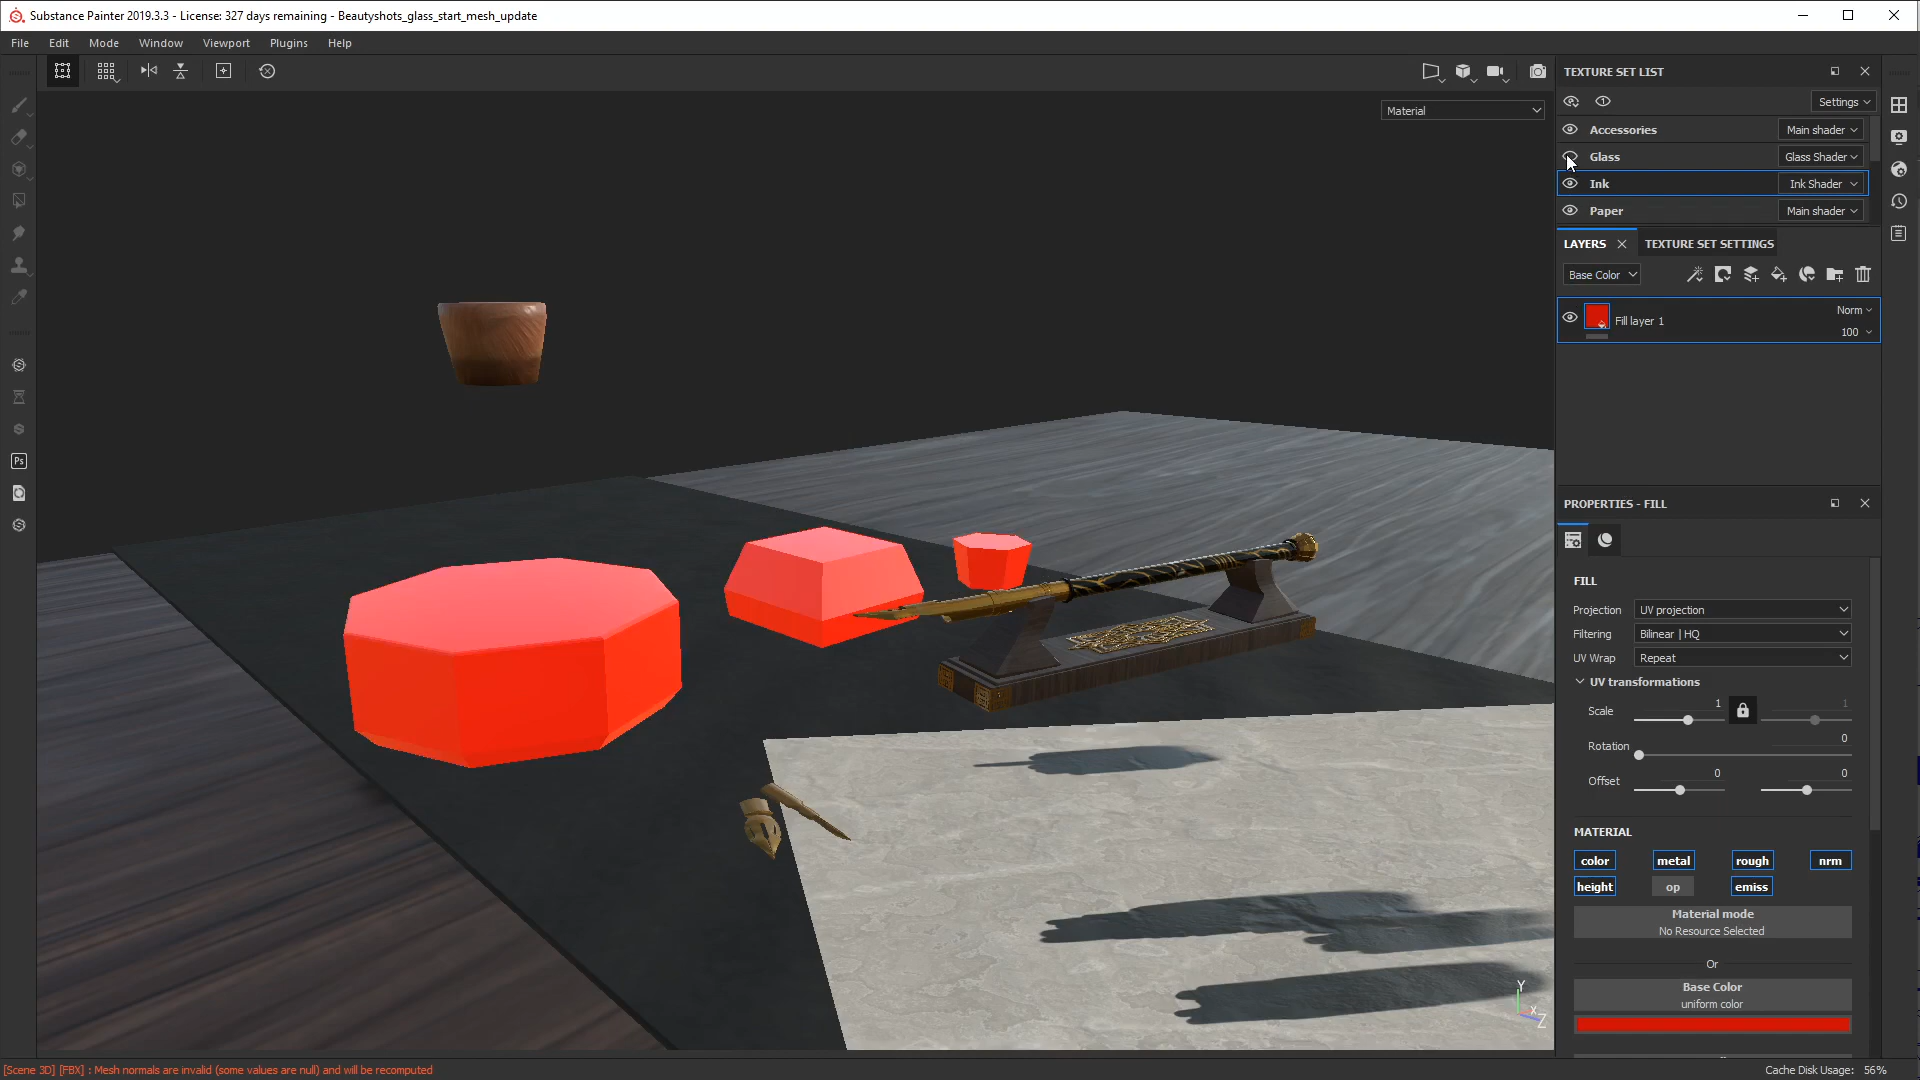 Substance Painter 2019.3.3 - License: 327 days remaining - Beautyshots_glass_start_mesh_update
File Edit Mode Window Viewport Plugins Help
TEXTURE SET LIST
Material
Settings
Accessories Main shader
Glass Glass Shader
Ink Ink Shader
Paper Main shader
LAYERS TEXTURE SET SETTINGS
Base Color
Norm
Fill layer 1
100
Ps
PROPERTIES - FILL
FILL
Projection UV projection
Filtering Bilinear | HQ
UV Wrap Repeat
UV transformations
Scale 1 1
Rotation 0
Offset 0 0
MATERIAL
color metal rough nrm
height op emiss
Material mode
No Resource Selected
Or
Base Color
uniform color
Y
X
Z
[Scene 3D] [FBX] : Mesh normals are invalid (some values are null) and will be recomputed
Cache Disk Usage: 56%